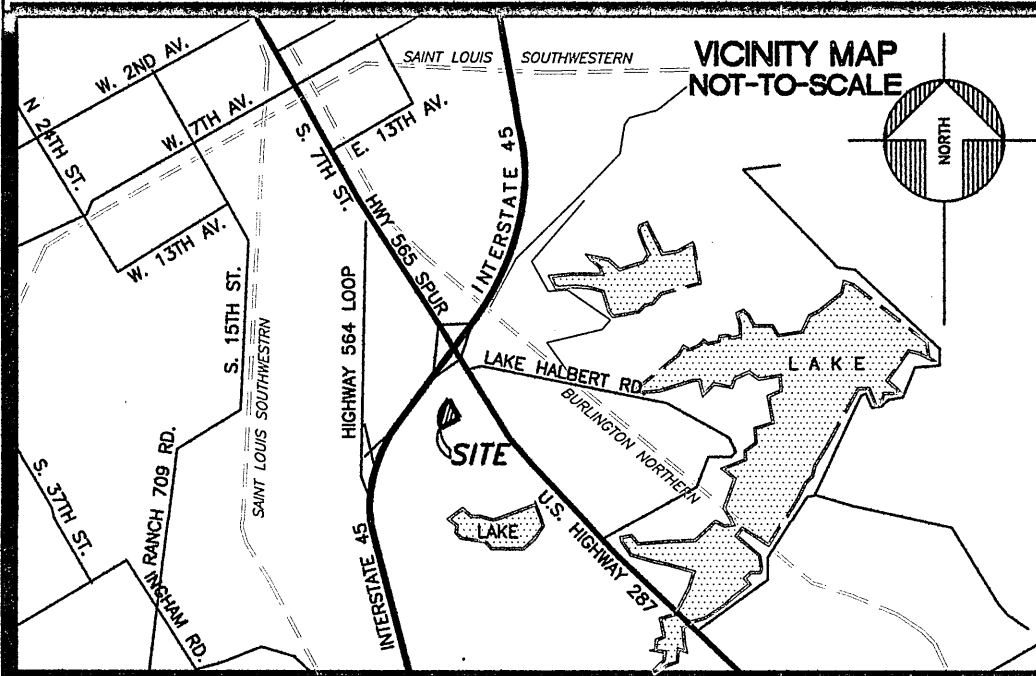 VICINITY MAP
NOT-TO-SCALE
NORTH
SAINT LOUIS SOUTHWESTERN
W. 2ND AV.
N 24TH ST.
W. 7TH AV.
E. 13TH AV.
S. 7TH ST.
W. 13TH AV.
HWY 565 SPUR
INTERSTATE 45
S. 15TH ST.
SAINT LOUIS SOUTHWESTRN
HIGHWAY 564 LOOP
LAKE HALBERT RD
LAKE
BURLINGTON NORTHERN
SITE
RANCH 709 RD.
S. 37TH ST.
INGHAM RD.
INTERSTATE 45
LAKE
U.S. HIGHWAY 287